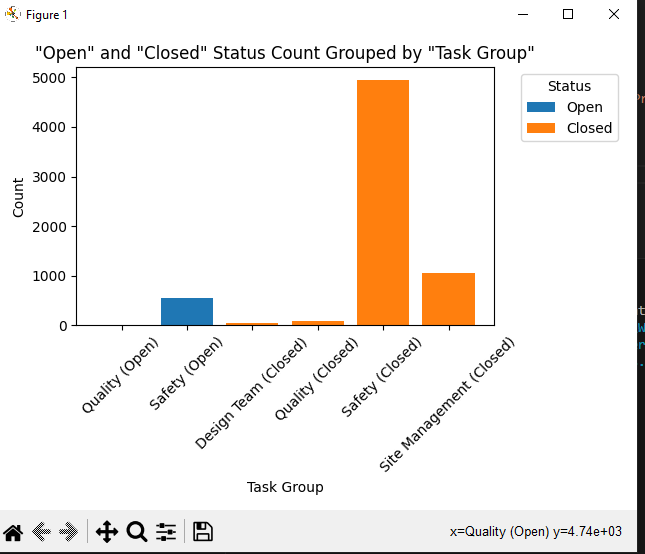 Figure 1
"Open" and "Closed" Status Count Grouped by "Task Group"
Status
Open
Closed
5000
4000
3000
2000
1000
0
Count
Quality (Open)
Safety (Open)
Design Team (Closed)
Quality (Closed)
Safety (Closed)
Site Management (Closed)
Task Group
x=Quality (Open) y=4.74e+03